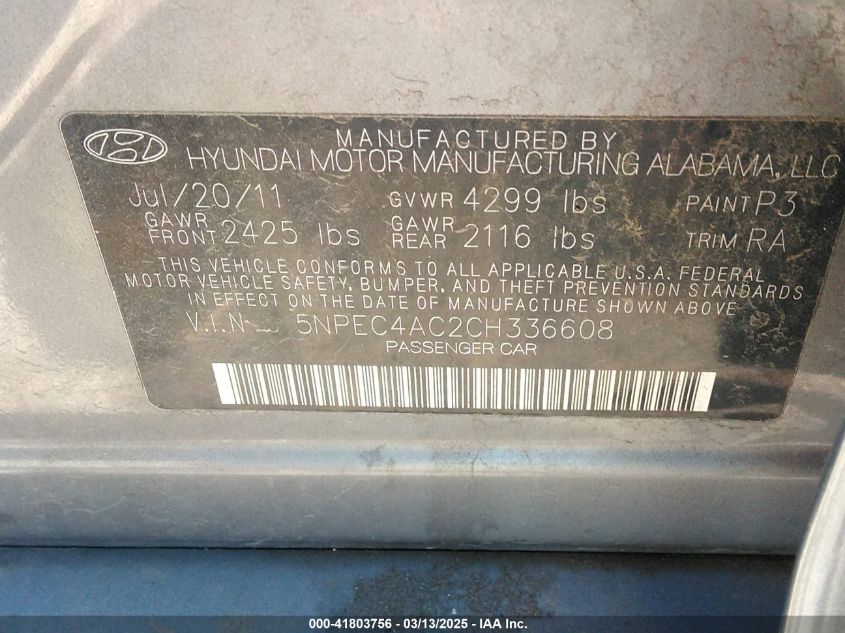 MANUFACTURED BY
HYUNDAI MOTOR MANUFACTURING ALABAMA, LLC
Jul/20/11 GVWR 4299 lbs PAINT P3
GAWR FRONT 2425 lbs GAWR REAR 2116 lbs TRIM RA
THIS VEHICLE CONFORMS TO ALL APPLICABLE U.S.A. FEDERAL
MOTOR VEHICLE SAFETY, BUMPER, AND THEFT PREVENTION STANDARDS
IN EFFECT ON THE DATE OF MANUFACTURE SHOWN ABOVE
V.I.N 5NPEC4AC2CH336608
PASSENGER CAR
000-41803756 - 03/13/2025 - IAA Inc.